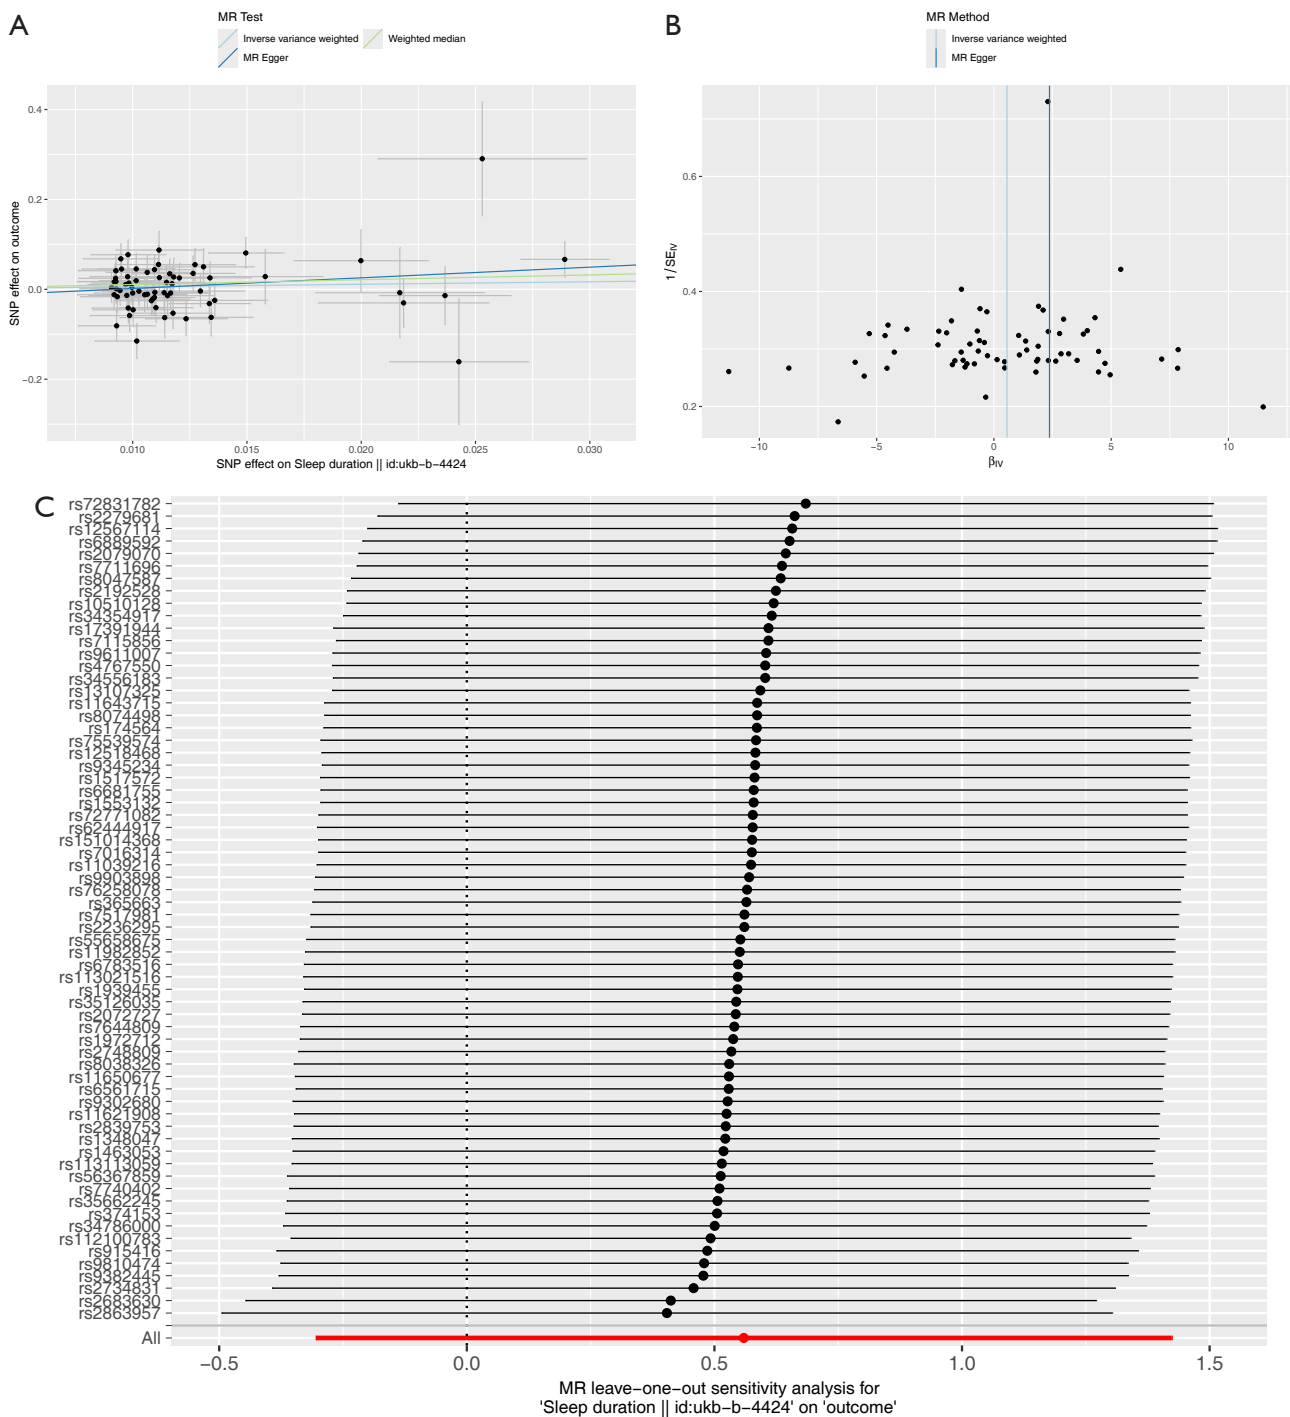 A
MR Test
Inverse variance weighted
Weighted median
MR Egger
0.4
0.2
0.0
−0.2
SNP effect on outcome
0.010
0.015
0.020
0.025
0.030
SNP effect on Sleep duration || id:ukb−b−4424
B
MR Method
Inverse variance weighted
MR Egger
0.6
0.4
0.2
1/SE_IV
−10
−5
0
5
10
β_IV
C
rs72831782
rs2279681
rs12567114
rs6889592
rs2079070
rs7711696
rs8047587
rs2192528
rs10510128
rs34354917
rs17391944
rs7115856
rs9611007
rs4767550
rs34556183
rs13107325
rs11643715
rs8074498
rs174564
rs75539574
rs12518468
rs9345234
rs1517572
rs6681755
rs1553132
rs72771082
rs62444917
rs151014368
rs7016314
rs11039216
rs9903898
rs76258078
rs365663
rs7517981
rs2236295
rs55658675
rs11982852
rs6783516
rs113021516
rs1939455
rs35126035
rs2072727
rs7644809
rs1972712
rs2748809
rs8038326
rs11650677
rs6561715
rs9302680
rs11621908
rs2839753
rs1348047
rs1463053
rs113113059
rs56367859
rs7740402
rs35662245
rs374153
rs34786000
rs112100783
rs915416
rs9810474
rs9382445
rs2734831
rs2683630
rs2863957
All
−0.5
0.0
0.5
1.0
1.5
MR leave−one−out sensitivity analysis for
'Sleep duration || id:ukb−b−4424' on 'outcome'